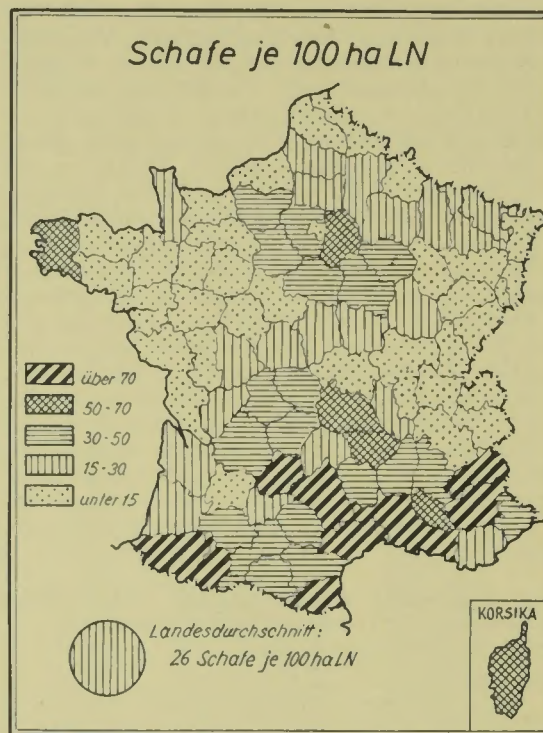 Schafe je 100 ha LN
über 70
50-70
30-50
15-30
unter 15
Landesdurchschnitt:
26 Schafe je 100 ha LN
KORSIKA